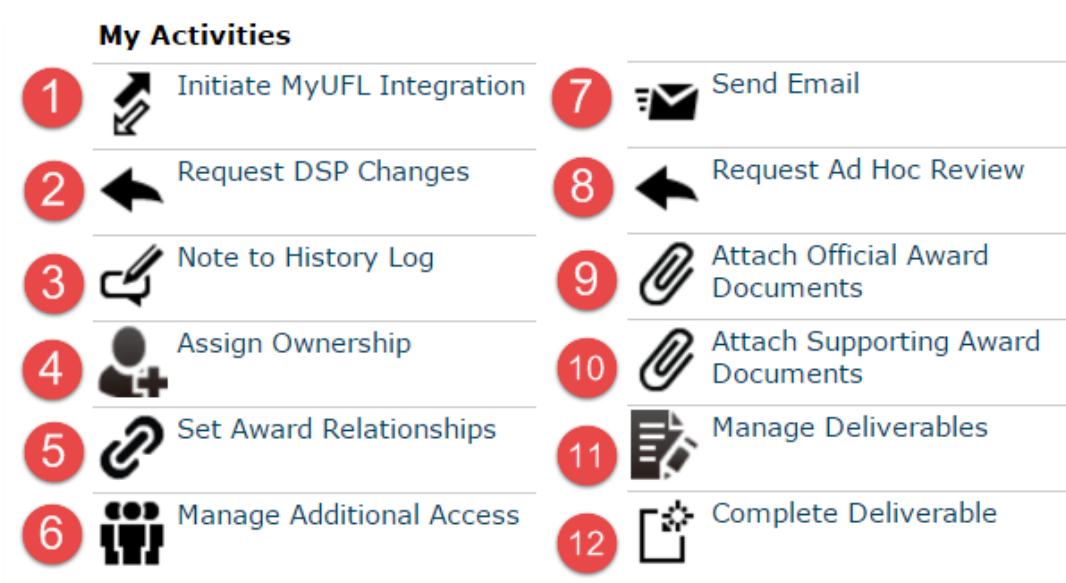 My Activities
1 Initiate MyUFL Integration
2 Request DSP Changes
3 Note to History Log
4 Assign Ownership
5 Set Award Relationships
6 Manage Additional Access
7 Send Email
8 Request Ad Hoc Review
9 Attach Official Award
Documents
10 Attach Supporting Award
Documents
11 Manage Deliverables
12 Complete Deliverable